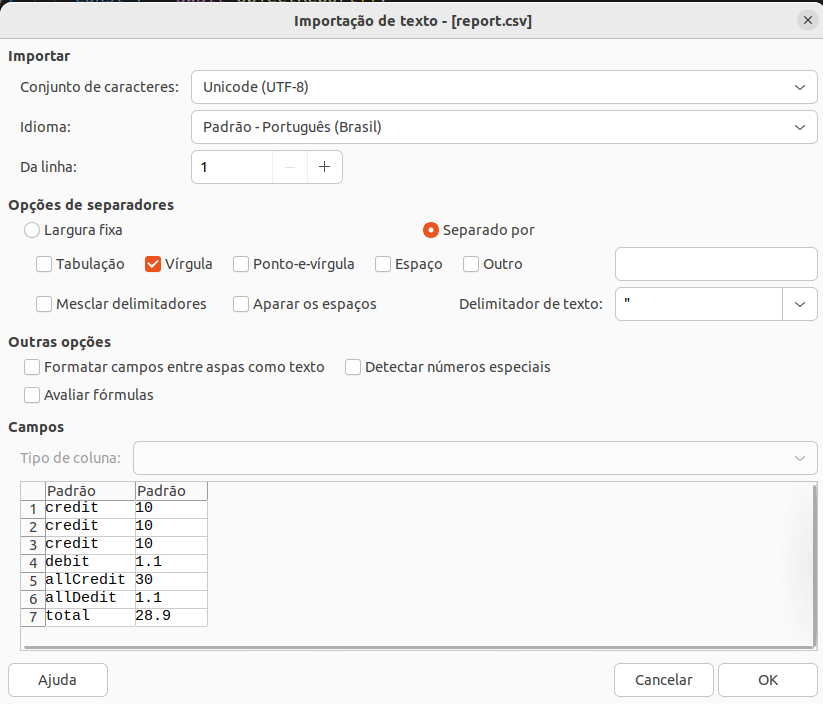 Importação de texto - [report.csv]
Importar
Conjunto de caracteres: Unicode (UTF-8)
Idioma: Padrão - Português (Brasil)
Da linha: 1
Opções de separadores
Largura fixa Separado por
Tabulação Vírgula Ponto-e-vírgula Espaço Outro
Mesclar delimitadores Aparar os espaços Delimitador de texto: "
Outras opções
Formatar campos entre aspas como texto Detectar números especiais
Avaliar fórmulas
Campos
Tipo de coluna:
Padrão Padrão
1 credit 10
2 credit 10
3 credit 10
4 debit 1.1
5 allCredit 30
6 allDedit 1.1
7 total 28.9
Ajuda Cancelar OK